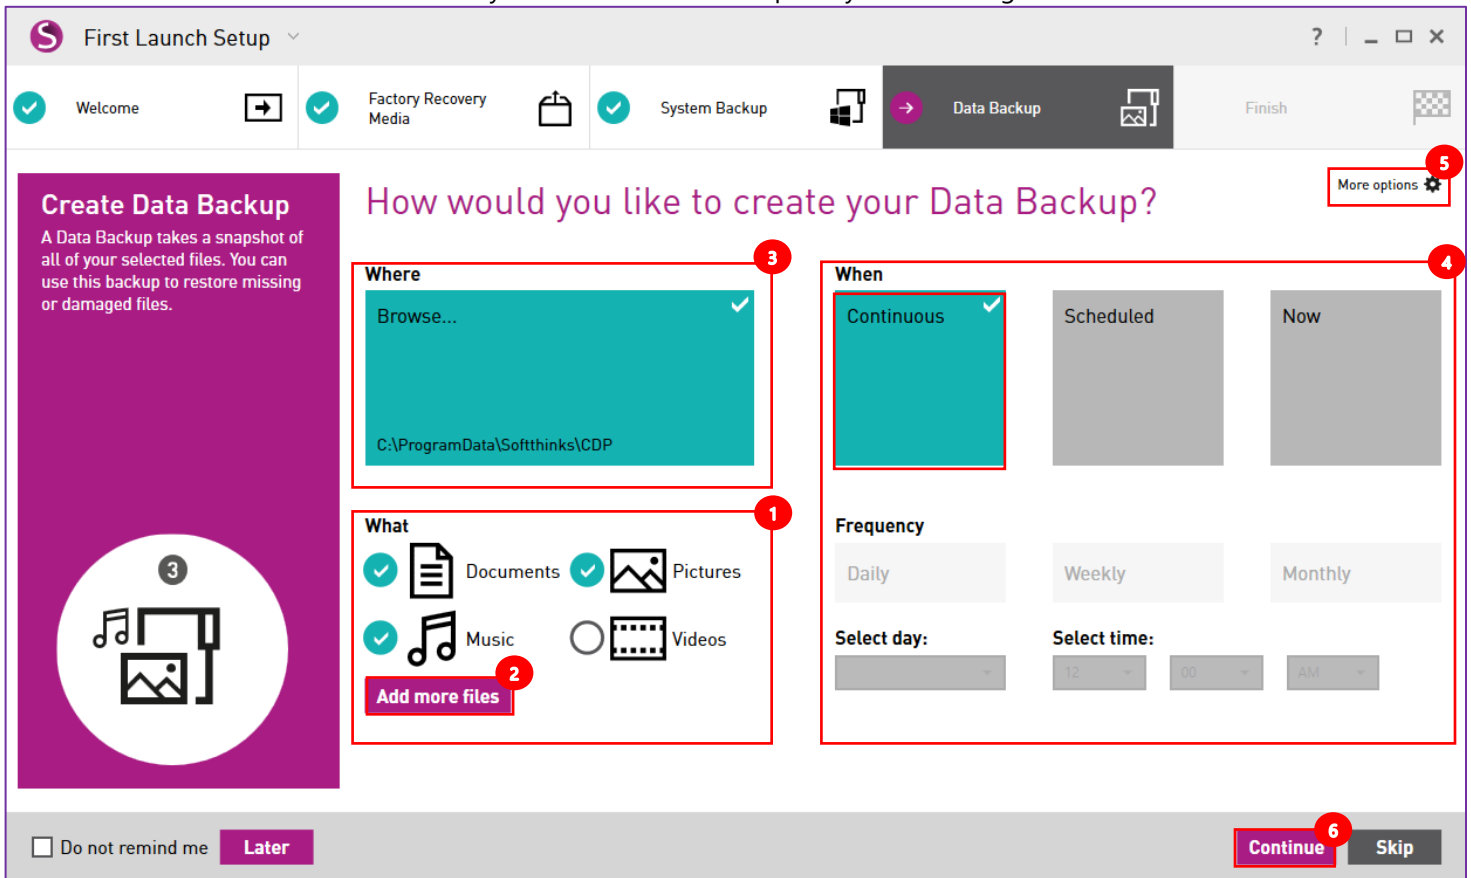 First Launch Setup
?
Welcome
Factory Recovery
Media
System Backup
Data Backup
Finish
5
More options
Create Data Backup
A Data Backup takes a snapshot of
all of your selected files. You can
use this backup to restore missing
or damaged files.
3
How would you like to create your Data Backup?
3
Where
Browse...
C:\ProgramData\Softthinks\CDP
1
What
Documents
Pictures
Music
Videos
2
Add more files
4
When
Continuous
Scheduled
Now
Frequency
Daily
Weekly
Monthly
Select day:
Select time:
12
00
AM
Do not remind me
Later
6
Continue
Skip